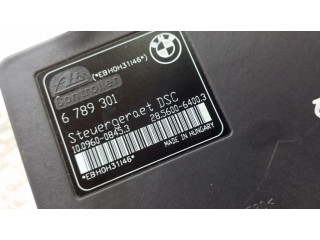 Ate
(*EBH0H31146*)
Controller
6 789 301
Steuergeraet DSC
10.0960-0845.3 28.5600-6400.3
*EBH0H31146* MADE IN HUNGARY